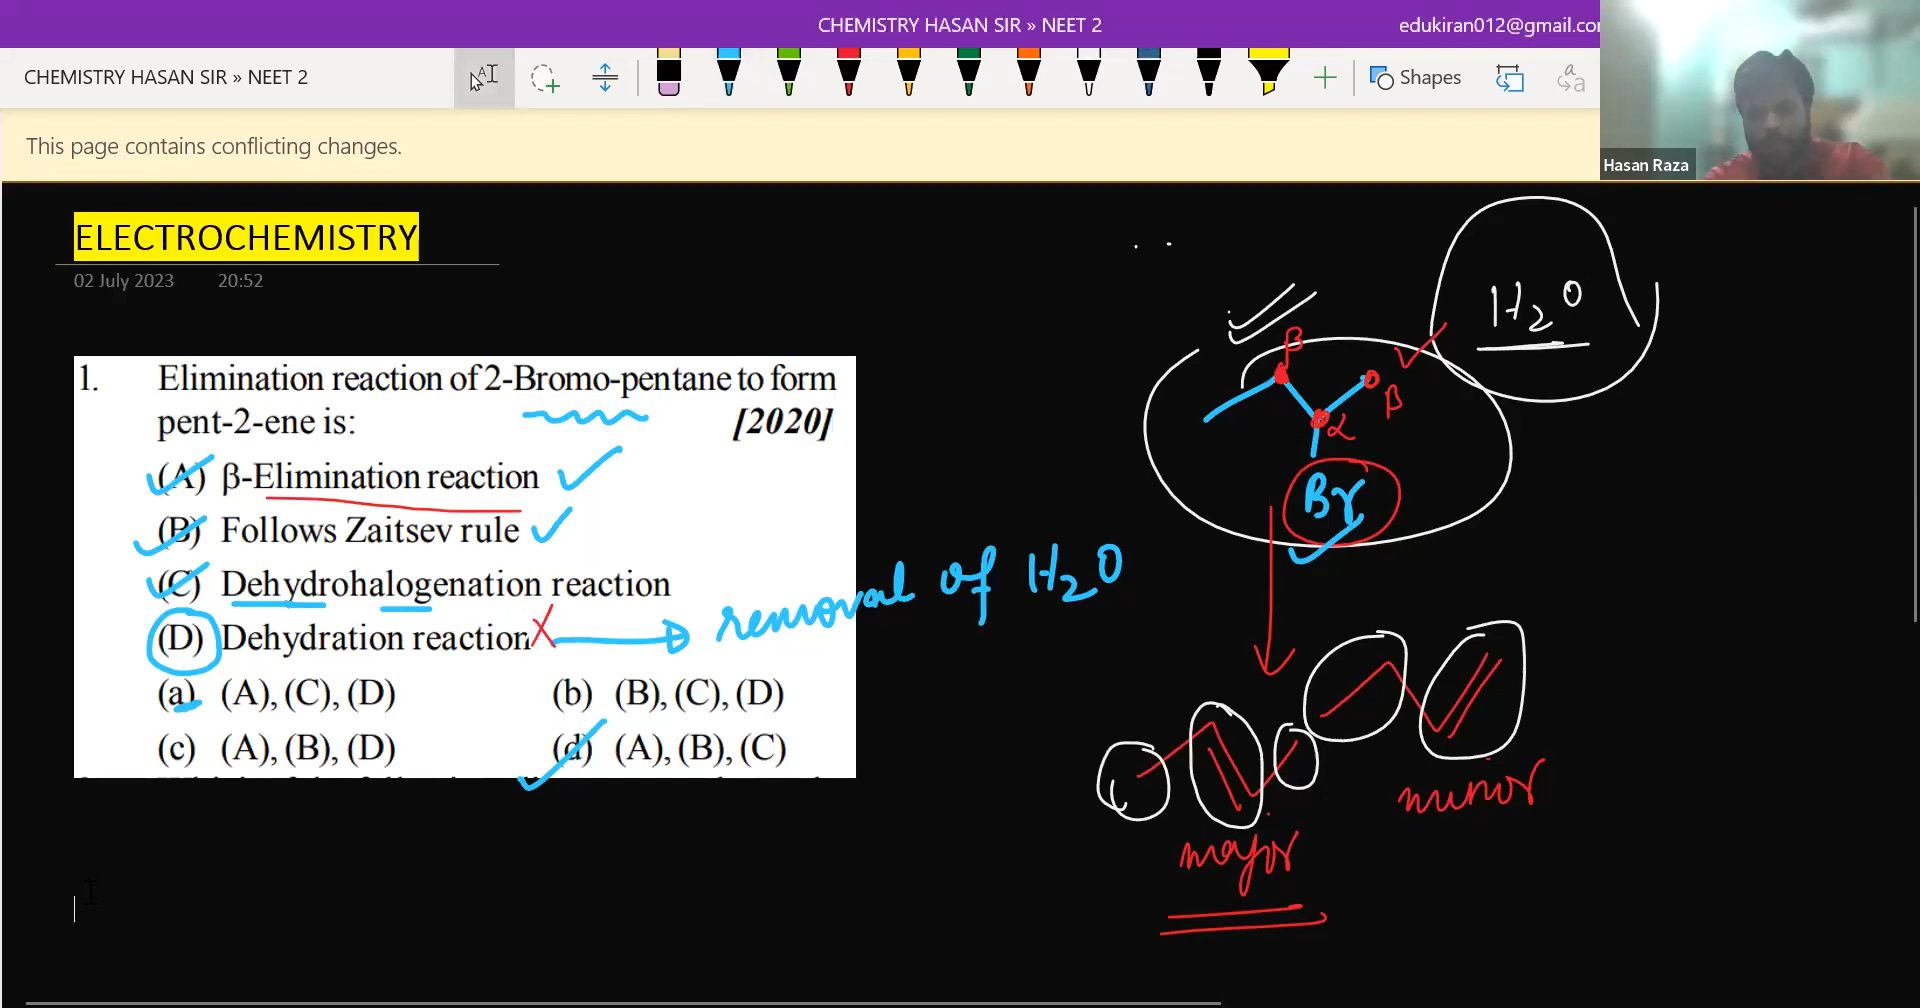 CHEMISTRY HASAN SIR » NEET 2
edukiran012@gmail.co
CHEMISTRY HASAN SIR » NEET 2
Shapes
This page contains conflicting changes.
Hasan Raza
ELECTROCHEMISTRY
02 July 2023 20:52
1. Elimination reaction of 2-Bromo-pentane to form
pent-2-ene is: [2020]
(A) β-Elimination reaction
(B) Follows Zaitsev rule
(C) Dehydrohalogenation reaction
(D) Dehydration reaction
(a) (A), (C), (D) (b) (B), (C), (D)
(c) (A), (B), (D) (d) (A), (B), (C)
removal of H2O
H2O
β
β
α
Br
major
minor